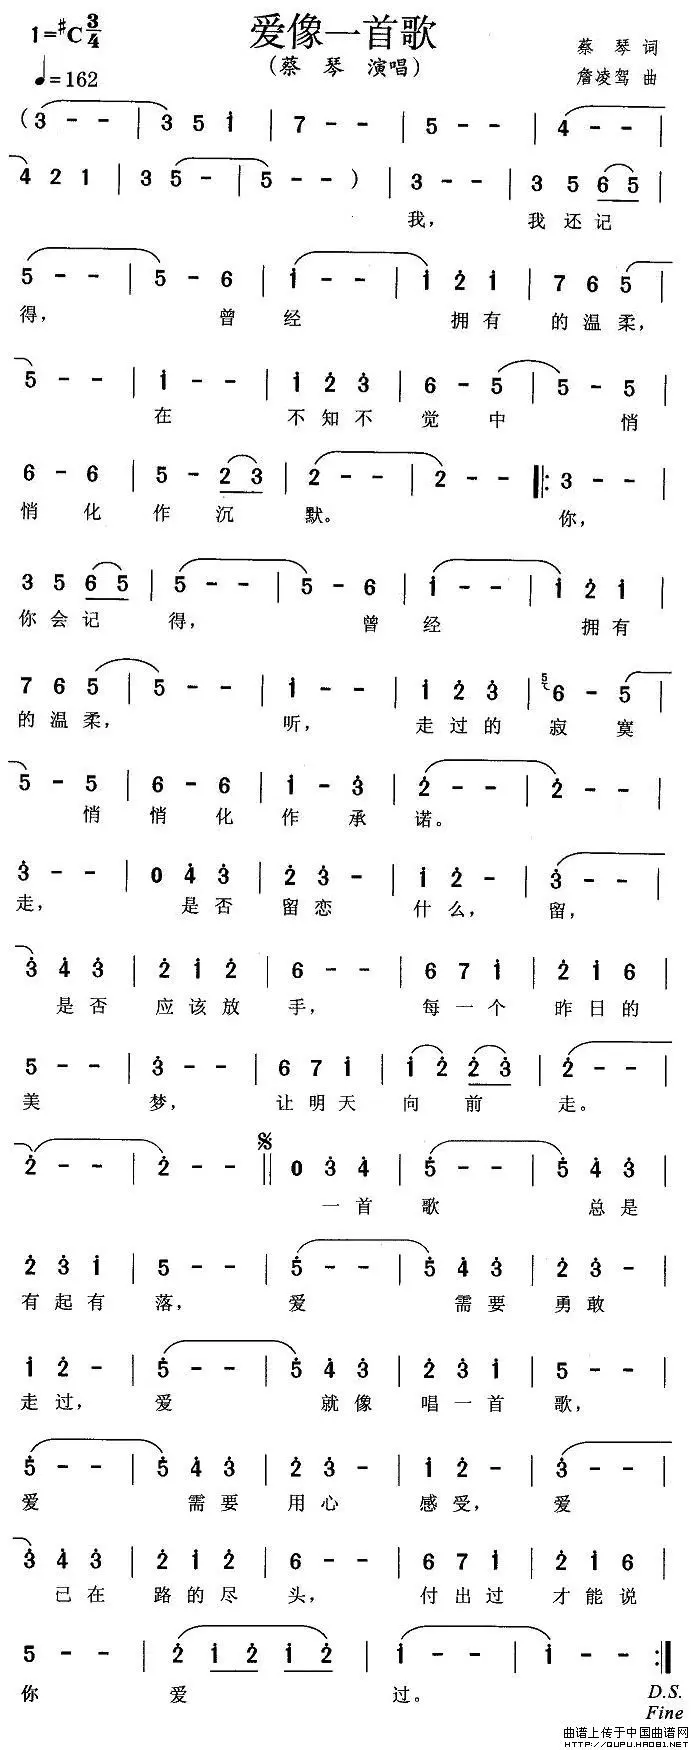 爱像一首歌
1=♯C 3/4
(蔡 琴 演唱)
蔡 琴 词
♩=162
詹凌驾 曲
(3 - - | 3 5 i | 7 - - | 5 - - | 4 - - |
4 2 1 | 3 5 - | 5 - - ) | 3 - - | 3 5 6 5 |
我， 我还记
5 - - | 5 - 6 | i - - | i 2̇ i | 7 6 5 |
得， 曾 经 拥有 的温柔，
5 - - | i - - | i 2̇ 3̇ | 6 - 5 | 5 - 5 |
在 不知不 觉 中 悄
6 - 6 | 5 - 2 3 | 2 - - | 2 - - ‖: 3 - - |
悄 化 作 沉 默。 你，
3 5 6 5 | 5 - - | 5 - 6 | i - - | i 2̇ i |
你会记 得， 曾 经 拥有
7 6 5 | 5 - - | i - - | i 2̇ 3̇ | 5 6 - 5 |
的温柔， 听， 走过的 寂 寞
5 - 5 | 6 - 6 | i - 3̇ | 2̇ - - | 2̇ - - |
悄 悄 化 作 承 诺。
3̇ - - | 0 4̇ 3̇ | 2̇ 3̇ - | i 2̇ - | 3̇ - - |
走， 是否 留恋 什么， 留，
3̇ 4̇ 3̇ | 2̇ i 2̇ | 6 - - | 6 7 i | 2̇ i 6 |
是否 应该放 手， 每一个 昨日的
5 - - | 3̇ - - | 6 7 i | i 2̇ 2̇ 3̇ | 2̇ - - |
美 梦， 让明天 向 前 走。
2̇ - - | 2̇ - - ‖ 0 3̇ 4̇ | 5̇ - - | 5̇ 4̇ 3̇ |
一首 歌 总是
2̇ 3̇ i | 5 - - | 5̇ - - | 5̇ 4̇ 3̇ | 2̇ 3̇ - |
有起有 落， 爱 需要 勇敢
i 2̇ - | 5̇ - - | 5̇ 4̇ 3̇ | 2̇ 3̇ i | 5 - - |
走过， 爱 就像 唱一首 歌，
5̇ - - | 5̇ 4̇ 3̇ | 2̇ 3̇ - | i 2̇ - | 3̇ - - |
爱 需要 用心 感受， 爱
3̇ 4̇ 3̇ | 2̇ i 2̇ | 6 - - | 6 7 i | 2̇ i 6 |
已在 路的尽 头， 付出过 才能说
5 - - | 2̇ i 2̇ i 2̇ | i - - | i - - :‖
你 爱 过。 D.S.
Fine
曲谱上传于中国曲谱网
http://QUPU.HAO81.NET